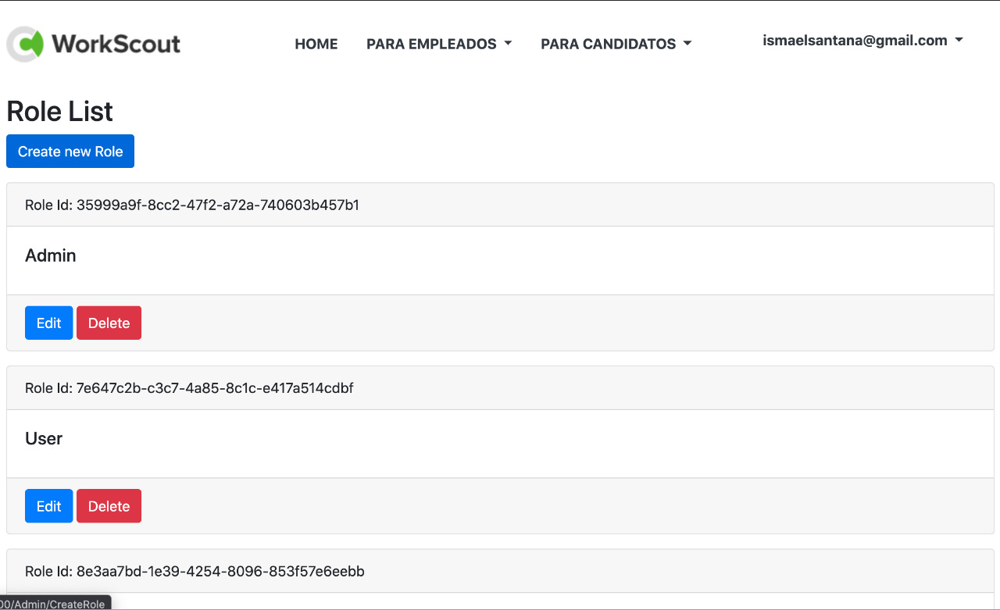 WorkScout
HOME
PARA EMPLEADOS
PARA CANDIDATOS
ismaelsantana@gmail.com
Role List
Create new Role
Role Id: 35999a9f-8cc2-47f2-a72a-740603b457b1
Admin
Edit
Delete
Role Id: 7e647c2b-c3c7-4a85-8c1c-e417a514cdbf
User
Edit
Delete
Role Id: 8e3aa7bd-1e39-4254-8096-853f57e6eebb
00/Admin/CreateRole